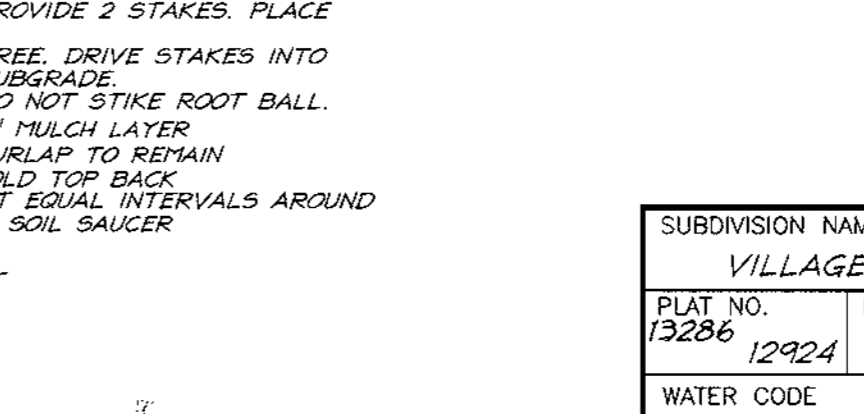 ROVIDE 2 STAKES. PLACE
REE. DRIVE STAKES INTO
UBGRADE.
O NOT STIKE ROOT BALL.
" MULCH LAYER
URLAP TO REMAIN
OLD TOP BACK
T EQUAL INTERVALS AROUND
SOIL SAUCER
SUBDIVISION NAM
VILLAGE
PLAT NO.
13286
12924
WATER CODE